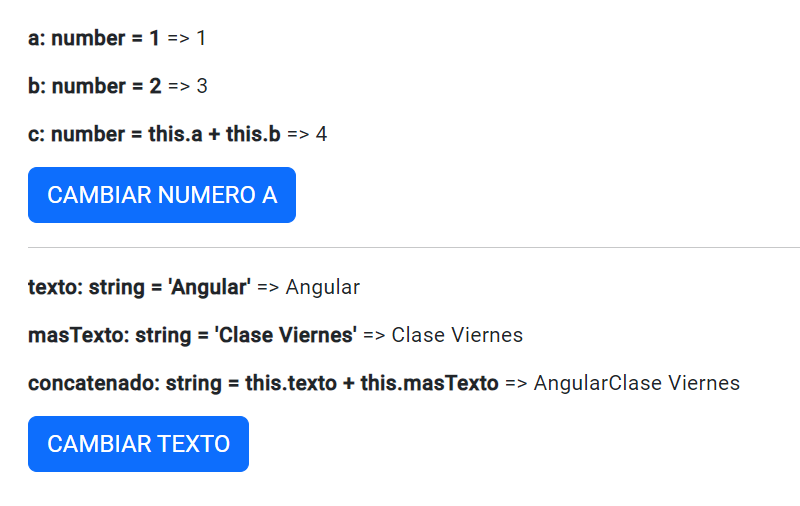 a: number = 1 => 1
b: number = 2 => 3
c: number = this.a + this.b => 4
CAMBIAR NUMERO A
texto: string = 'Angular' => Angular
masTexto: string = 'Clase Viernes' => Clase Viernes
concatenado: string = this.texto + this.masTexto => AngularClase Viernes
CAMBIAR TEXTO